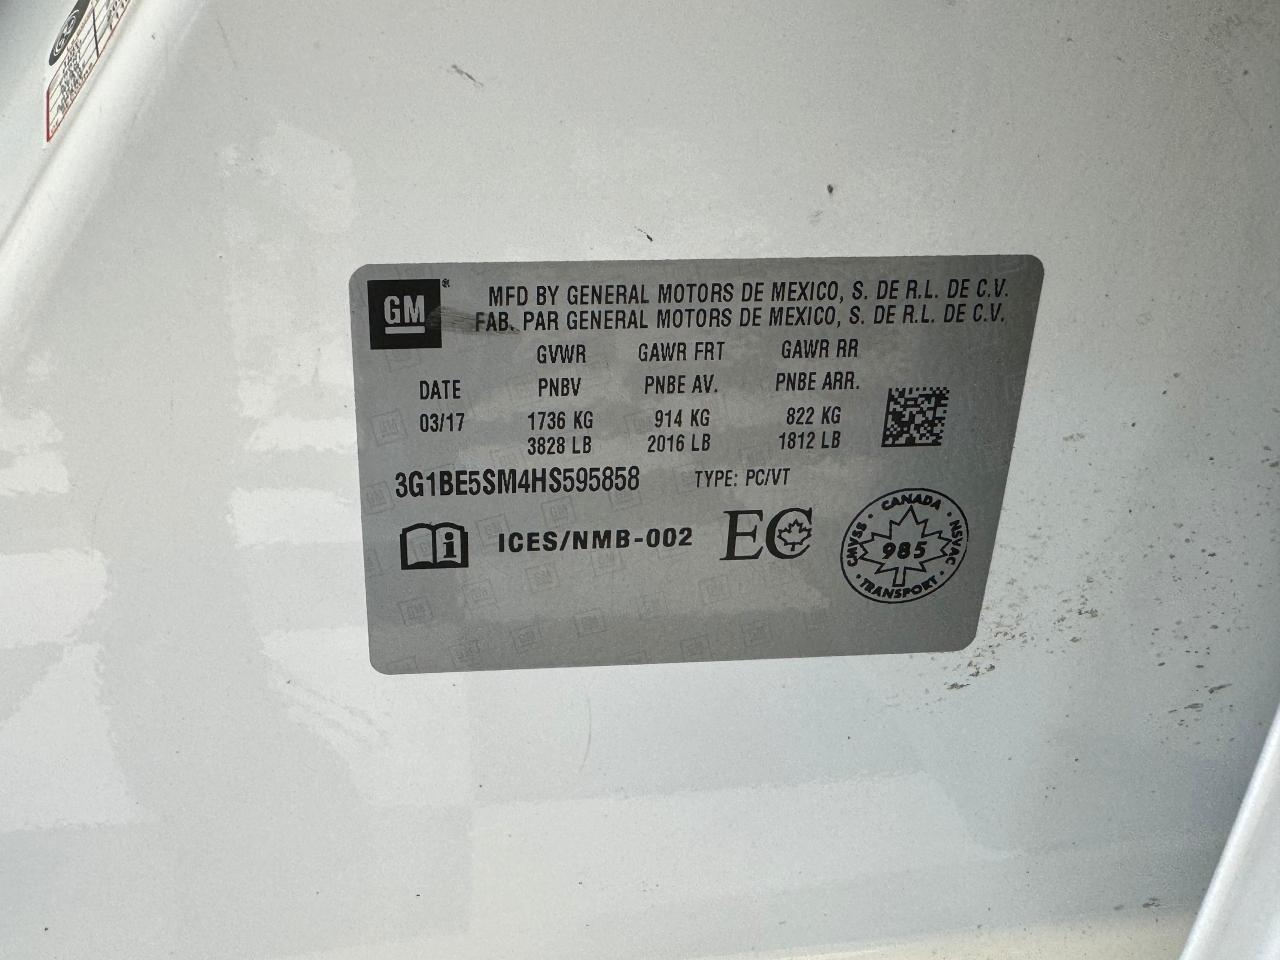 GM
MFD BY GENERAL MOTORS DE MEXICO, S. DE R.L. DE C.V.
FAB. PAR GENERAL MOTORS DE MEXICO, S. DE R.L. DE C.V.
GVWR GAWR FRT GAWR RR
DATE PNBV PNBE AV. PNBE ARR.
03/17 1736 KG 914 KG 822 KG
3828 LB 2016 LB 1812 LB
3G1BE5SM4HS595858 TYPE: PC/VT
i ICES/NMB-002 EC
CANADA
CMVSS 985 NSVAC
TRANSPORT